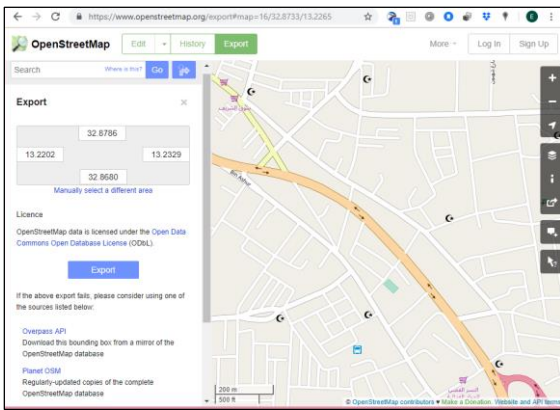 https://www.openstreetmap.org/export#map=16/32.8733/13.2265
OpenStreetMap
Edit
History
Export
More
Log In
Sign Up
Search
Where is this?
Go
Export
32.8786
13.2202
13.2329
32.8680
Manually select a different area
Licence
OpenStreetMap data is licensed under the Open Data
Commons Open Database License (ODbL).
Export
If the above export fails, please consider using one of
the sources listed below:
Overpass API
Download this bounding box from a mirror of the
OpenStreetMap database
Planet OSM
Regularly-updated copies of the complete
OpenStreetMap database
Bin Ashur
200 m
500 ft
© OpenStreetMap contributors ♥ Make a Donation. Website and API terms